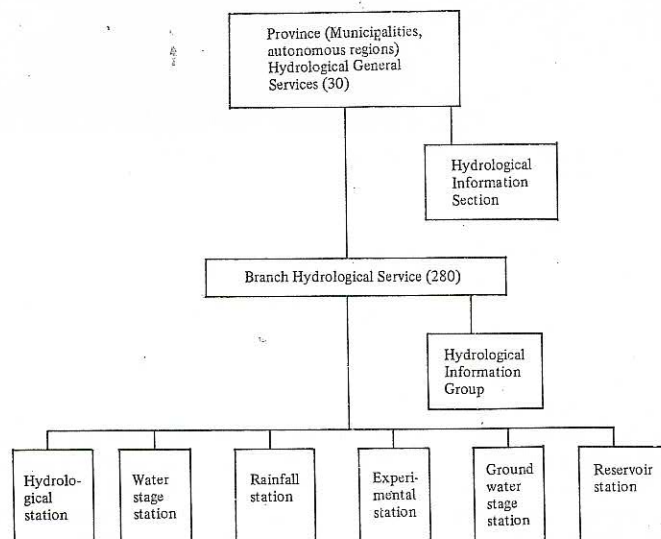 Province (Municipalities,
autonomous regions)
Hydrological General
Services (30)
Hydrological
Information
Section
Branch Hydrological Service (280)
Hydrological
Information
Group
Hydrolo-
gical
station
Water
stage
station
Rainfall
station
Experi-
mental
station
Ground
water
stage
station
Reservoir
station